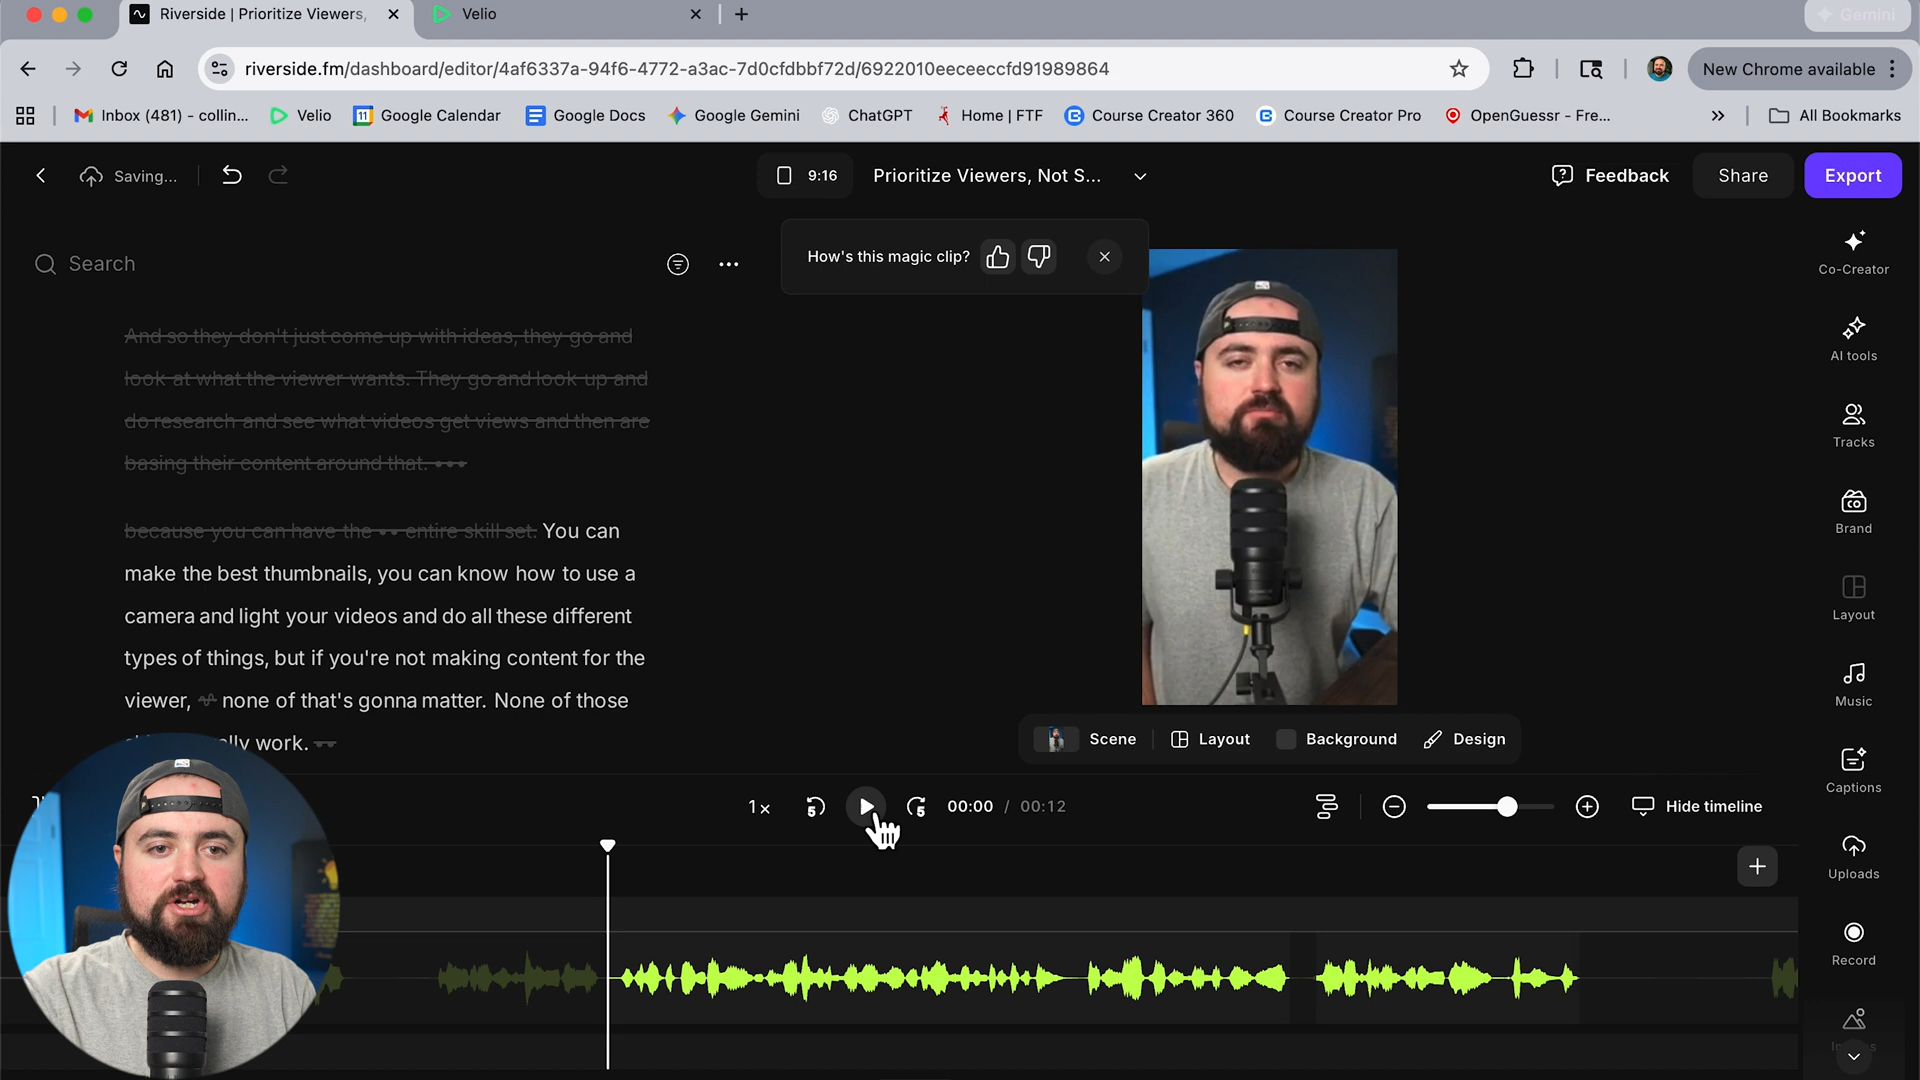 Riverside | Prioritize Viewers,
Velio
Gemini
riverside.fm/dashboard/editor/4af6337a-94f6-4772-a3ac-7d0cfdbbf72d/6922010eeceeccfd91989864
New Chrome available
Inbox (481) - collin...
Velio
Google Calendar
Google Docs
Google Gemini
ChatGPT
Home | FTF
Course Creator 360
Course Creator Pro
OpenGuessr - Fre...
All Bookmarks
Saving...
9:16
Prioritize Viewers, Not S...
Feedback
Share
Export
Search
How's this magic clip?
And so they don't just come up with ideas, they go and
look at what the viewer wants. They go and look up and
do research and see what videos get views and then are
basing their content around that.
because you can have the entire skill set. You can
make the best thumbnails, you can know how to use a
camera and light your videos and do all these different
types of things, but if you're not making content for the
viewer, none of that's gonna matter. None of those
work.
Scene
Layout
Background
Design
1x
5
5
00:00 / 00:12
Hide timeline
Co-Creator
AI tools
Tracks
Brand
Layout
Music
Captions
Uploads
Record